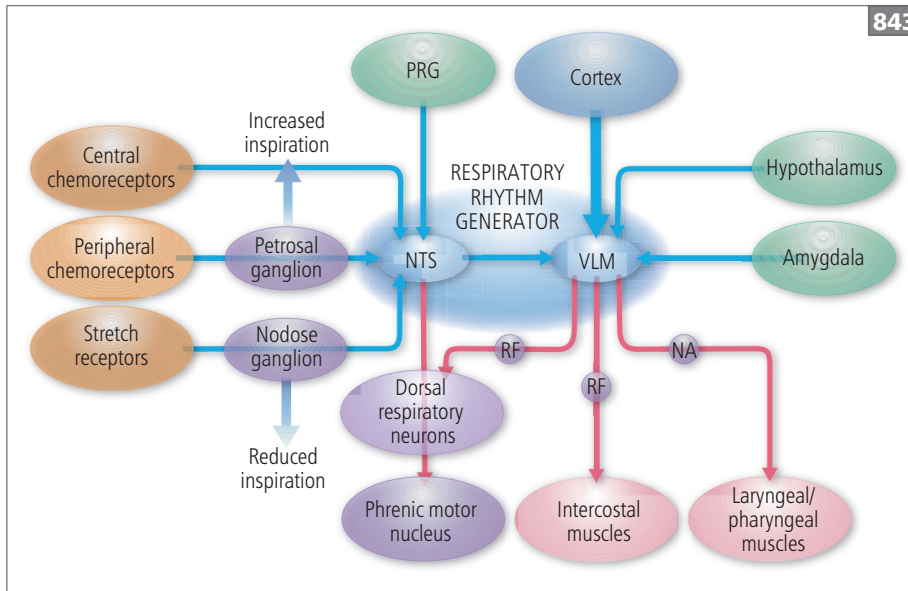 843
PRG
Cortex
Increased
inspiration
Central
chemoreceptors
RESPIRATORY
RHYTHM
GENERATOR
Hypothalamus
Peripheral
chemoreceptors
Petrosal
ganglion
NTS
VLM
Amygdala
Stretch
receptors
Nodose
ganglion
RF
NA
RF
Dorsal
respiratory
neurons
Reduced
inspiration
Phrenic motor
nucleus
Intercostal
muscles
Laryngeal/
pharyngeal
muscles